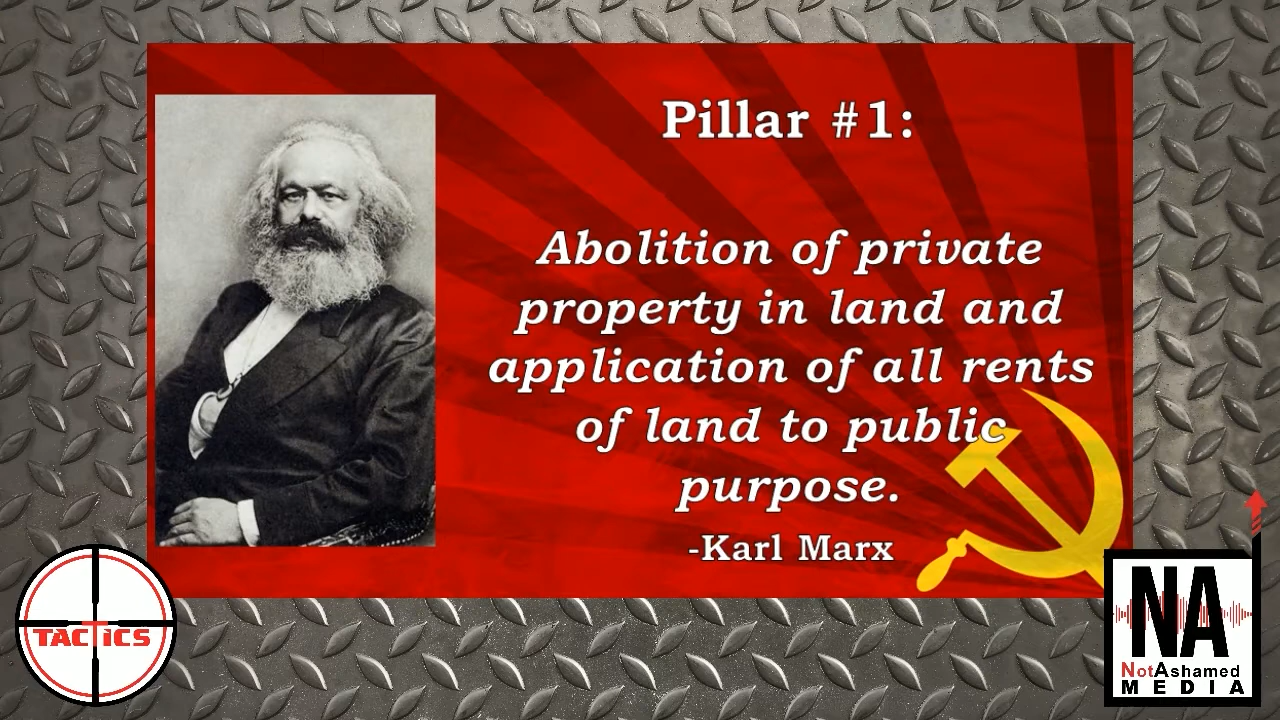 Pillar #1:
Abolition of private
property in land and
application of all rents
of land to public
purpose.
-Karl Marx
TACTICS
NA
NotAshamed
MEDIA